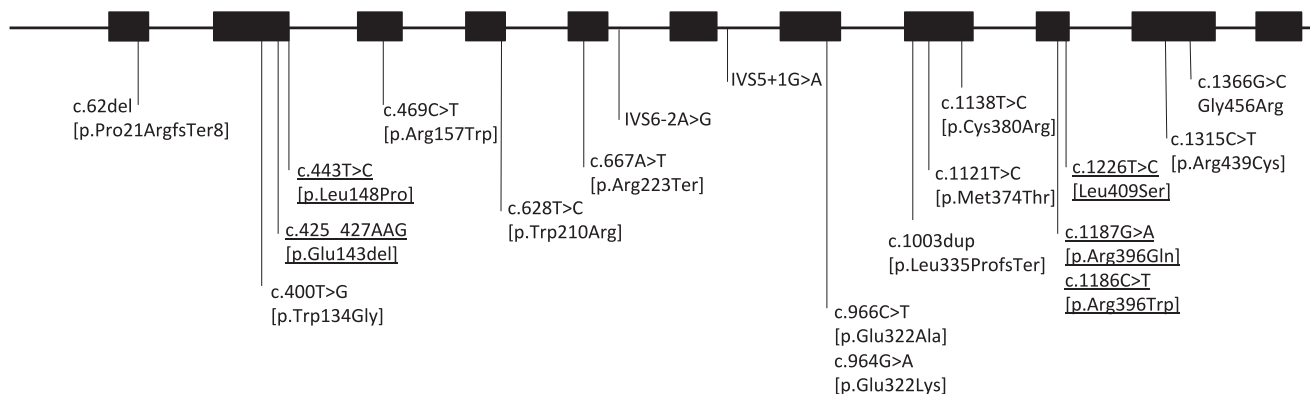 c.62del
[p.Pro21ArgfsTer8]
c.443T>C
[p.Leu148Pro]
c.425_427AAG
[p.Glu143del]
c.400T>G
[p.Trp134Gly]
c.469C>T
[p.Arg157Trp]
c.628T>C
[p.Trp210Arg]
c.667A>T
[p.Arg223Ter]
IVS6-2A>G
IVS5+1G>A
c.966C>T
[p.Glu322Ala]
c.964G>A
[p.Glu322Lys]
c.1003dup
[p.Leu335ProfsTer]
c.1121T>C
[p.Met374Thr]
c.1138T>C
[p.Cys380Arg]
c.1226T>C
[Leu409Ser]
c.1187G>A
[p.Arg396Gln]
c.1186C>T
[p.Arg396Trp]
c.1315C>T
[p.Arg439Cys]
c.1366G>C
Gly456Arg